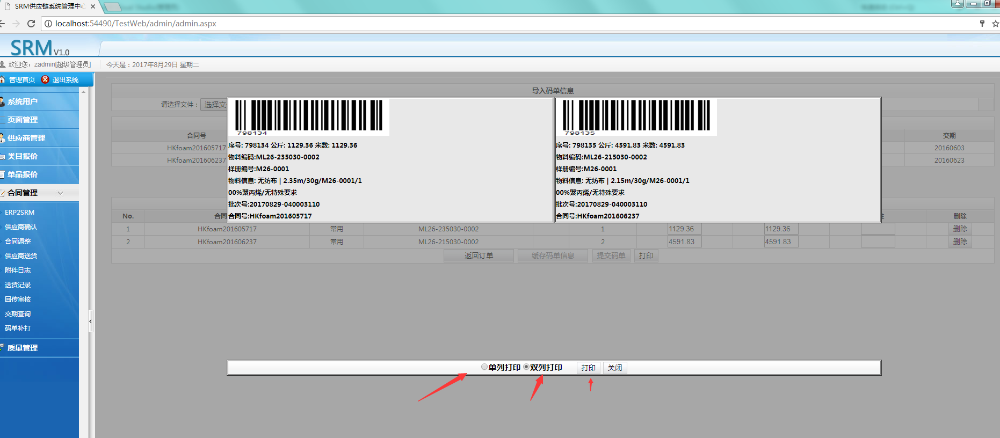 SRM供应链系统管理中心
localhost:54490/TestWeb/admin/admin.aspx
SRM V1.0
欢迎您，zadmin[超级管理员]
今天是：2017年8月29日 星期二
管理首页 退出系统
系统用户
页面管理
供应商管理
类目报价
单品报价
合同管理
ERP2SRM
供应商确认
合同调整
供应商送货
附件日志
送货记录
回传审核
交期查询
码单补打
质量管理
导入码单信息
请选择文件： 选择文
合同号 交期
HKfoam201605717 20160603
HKfoam201606237 20160623
798134
序号: 798134 公斤: 1129.36 米数: 1129.36
物料编码:ML26-235030-0002
样册编号:M26-0001
物料信息: 无纺布 | 2.35m/30g/M26-0001/1
00%聚丙烯/无特殊要求
批次号:20170829-040003110
合同号:HKfoam201605717
798135
序号: 798135 公斤: 4591.83 米数: 4591.83
物料编码:ML26-215030-0002
样册编号:M26-0001
物料信息: 无纺布 | 2.15m/30g/M26-0001/1
00%聚丙烯/无特殊要求
批次号:20170829-040003110
合同号:HKfoam201606237
No. 合同 删除
1 HKfoam201605717 常用 ML26-235030-0002 1 1129.36 1129.36 删除
2 HKfoam201606237 常用 ML26-215030-0002 2 4591.83 4591.83 删除
返回订单 缓存码单信息 提交码单 打印
单列打印 双列打印 打印 关闭